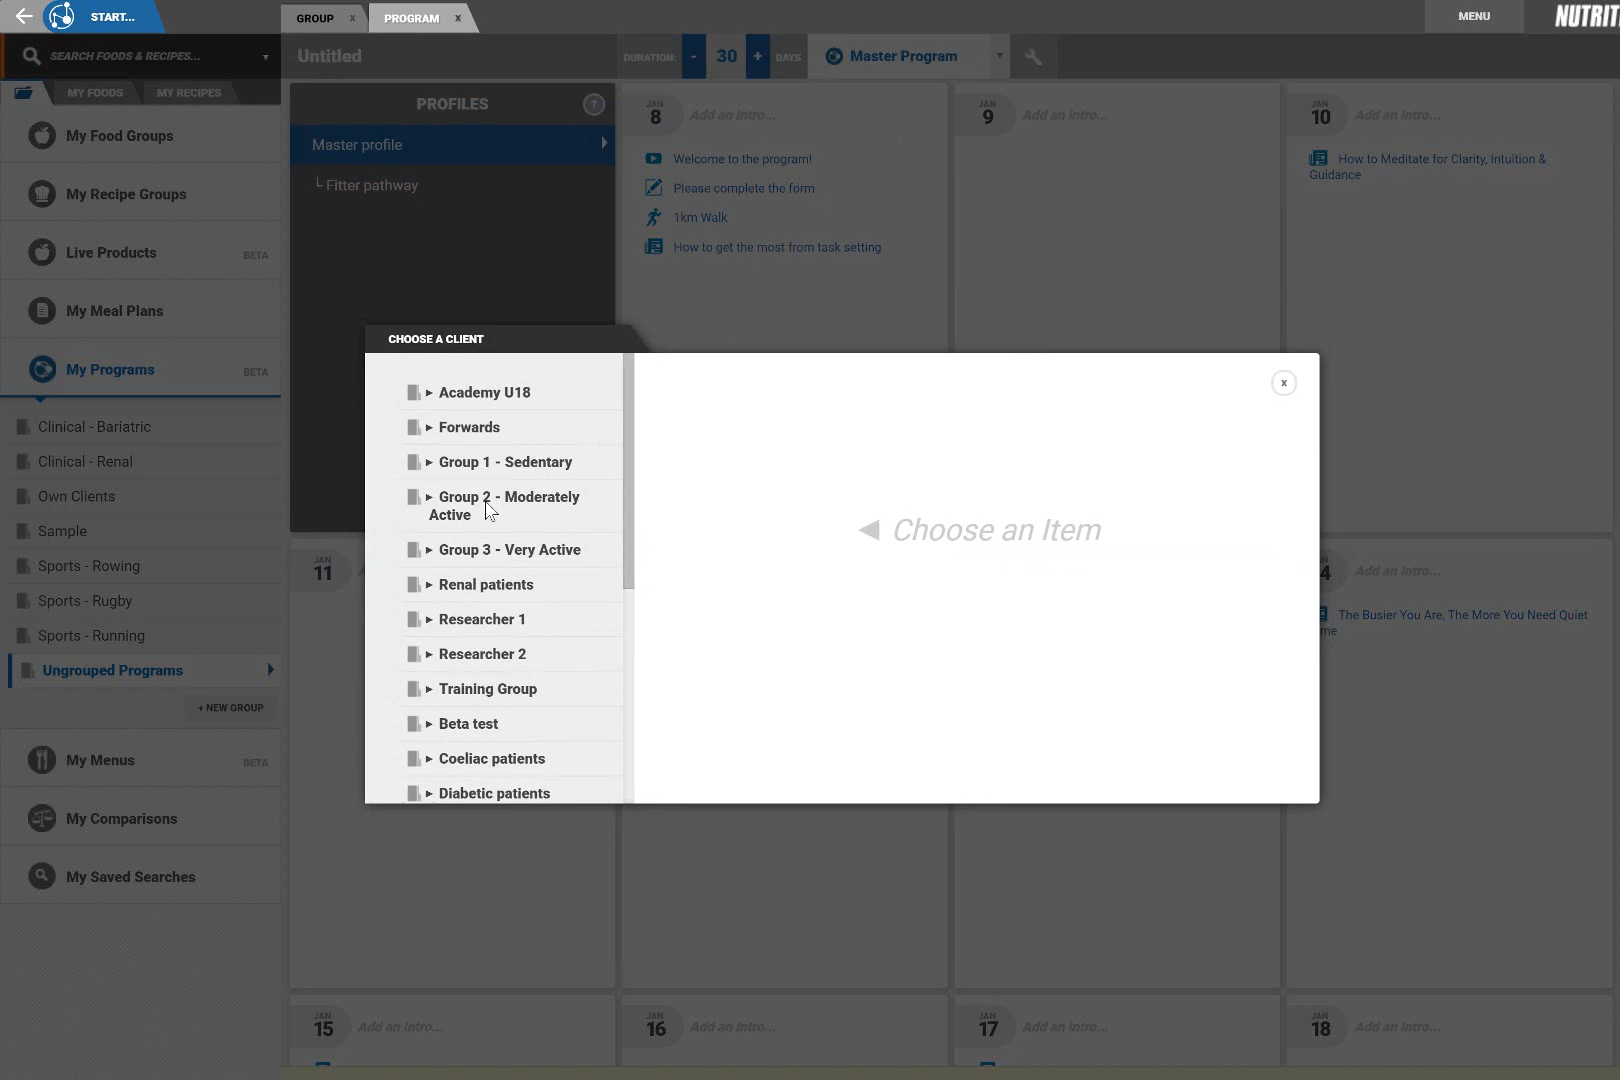 START...
GROUP x
PROGRAM x
MENU
SEARCH FOODS & RECIPES...
Untitled
DURATION: - 30 + DAYS
Master Program
MY FOODS
MY RECIPES
My Food Groups
My Recipe Groups
Live Products BETA
My Meal Plans
My Programs BETA
Clinical - Bariatric
Clinical - Renal
Own Clients
Sample
Sports - Rowing
Sports - Rugby
Sports - Running
Ungrouped Programs
+ NEW GROUP
My Menus BETA
My Comparisons
My Saved Searches
PROFILES ?
Master profile
Fitter pathway
JAN
8 Add an intro...
Welcome to the program!
Please complete the form
1km Walk
How to get the most from task setting
JAN
9 Add an intro...
JAN
10 Add an intro...
How to Meditate for Clarity, Intuition &
Guidance
CHOOSE A CLIENT
Academy U18
Forwards
Group 1 - Sedentary
Group 2 - Moderately
Active
Group 3 - Very Active
Renal patients
Researcher 1
Researcher 2
Training Group
Beta test
Coeliac patients
Diabetic patients
x
Choose an Item
JAN
11
4 Add an intro...
The Busier You Are, The More You Need Quiet
JAN
15 Add an intro...
JAN
16 Add an intro...
JAN
17 Add an intro...
JAN
18 Add an intro...